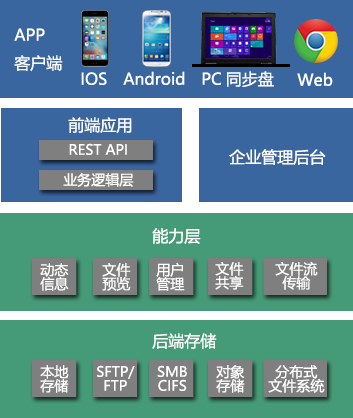 APP
客户端
IOS
Android
PC 同步盘
Web
前端应用
REST API
业务逻辑层
企业管理后台
能力层
动态
信息
文件
预览
用户
管理
文件
共享
文件流
传输
后端存储
本地
存储
SFTP/
FTP
SMB
CIFS
对象
存储
分布式
文件系统